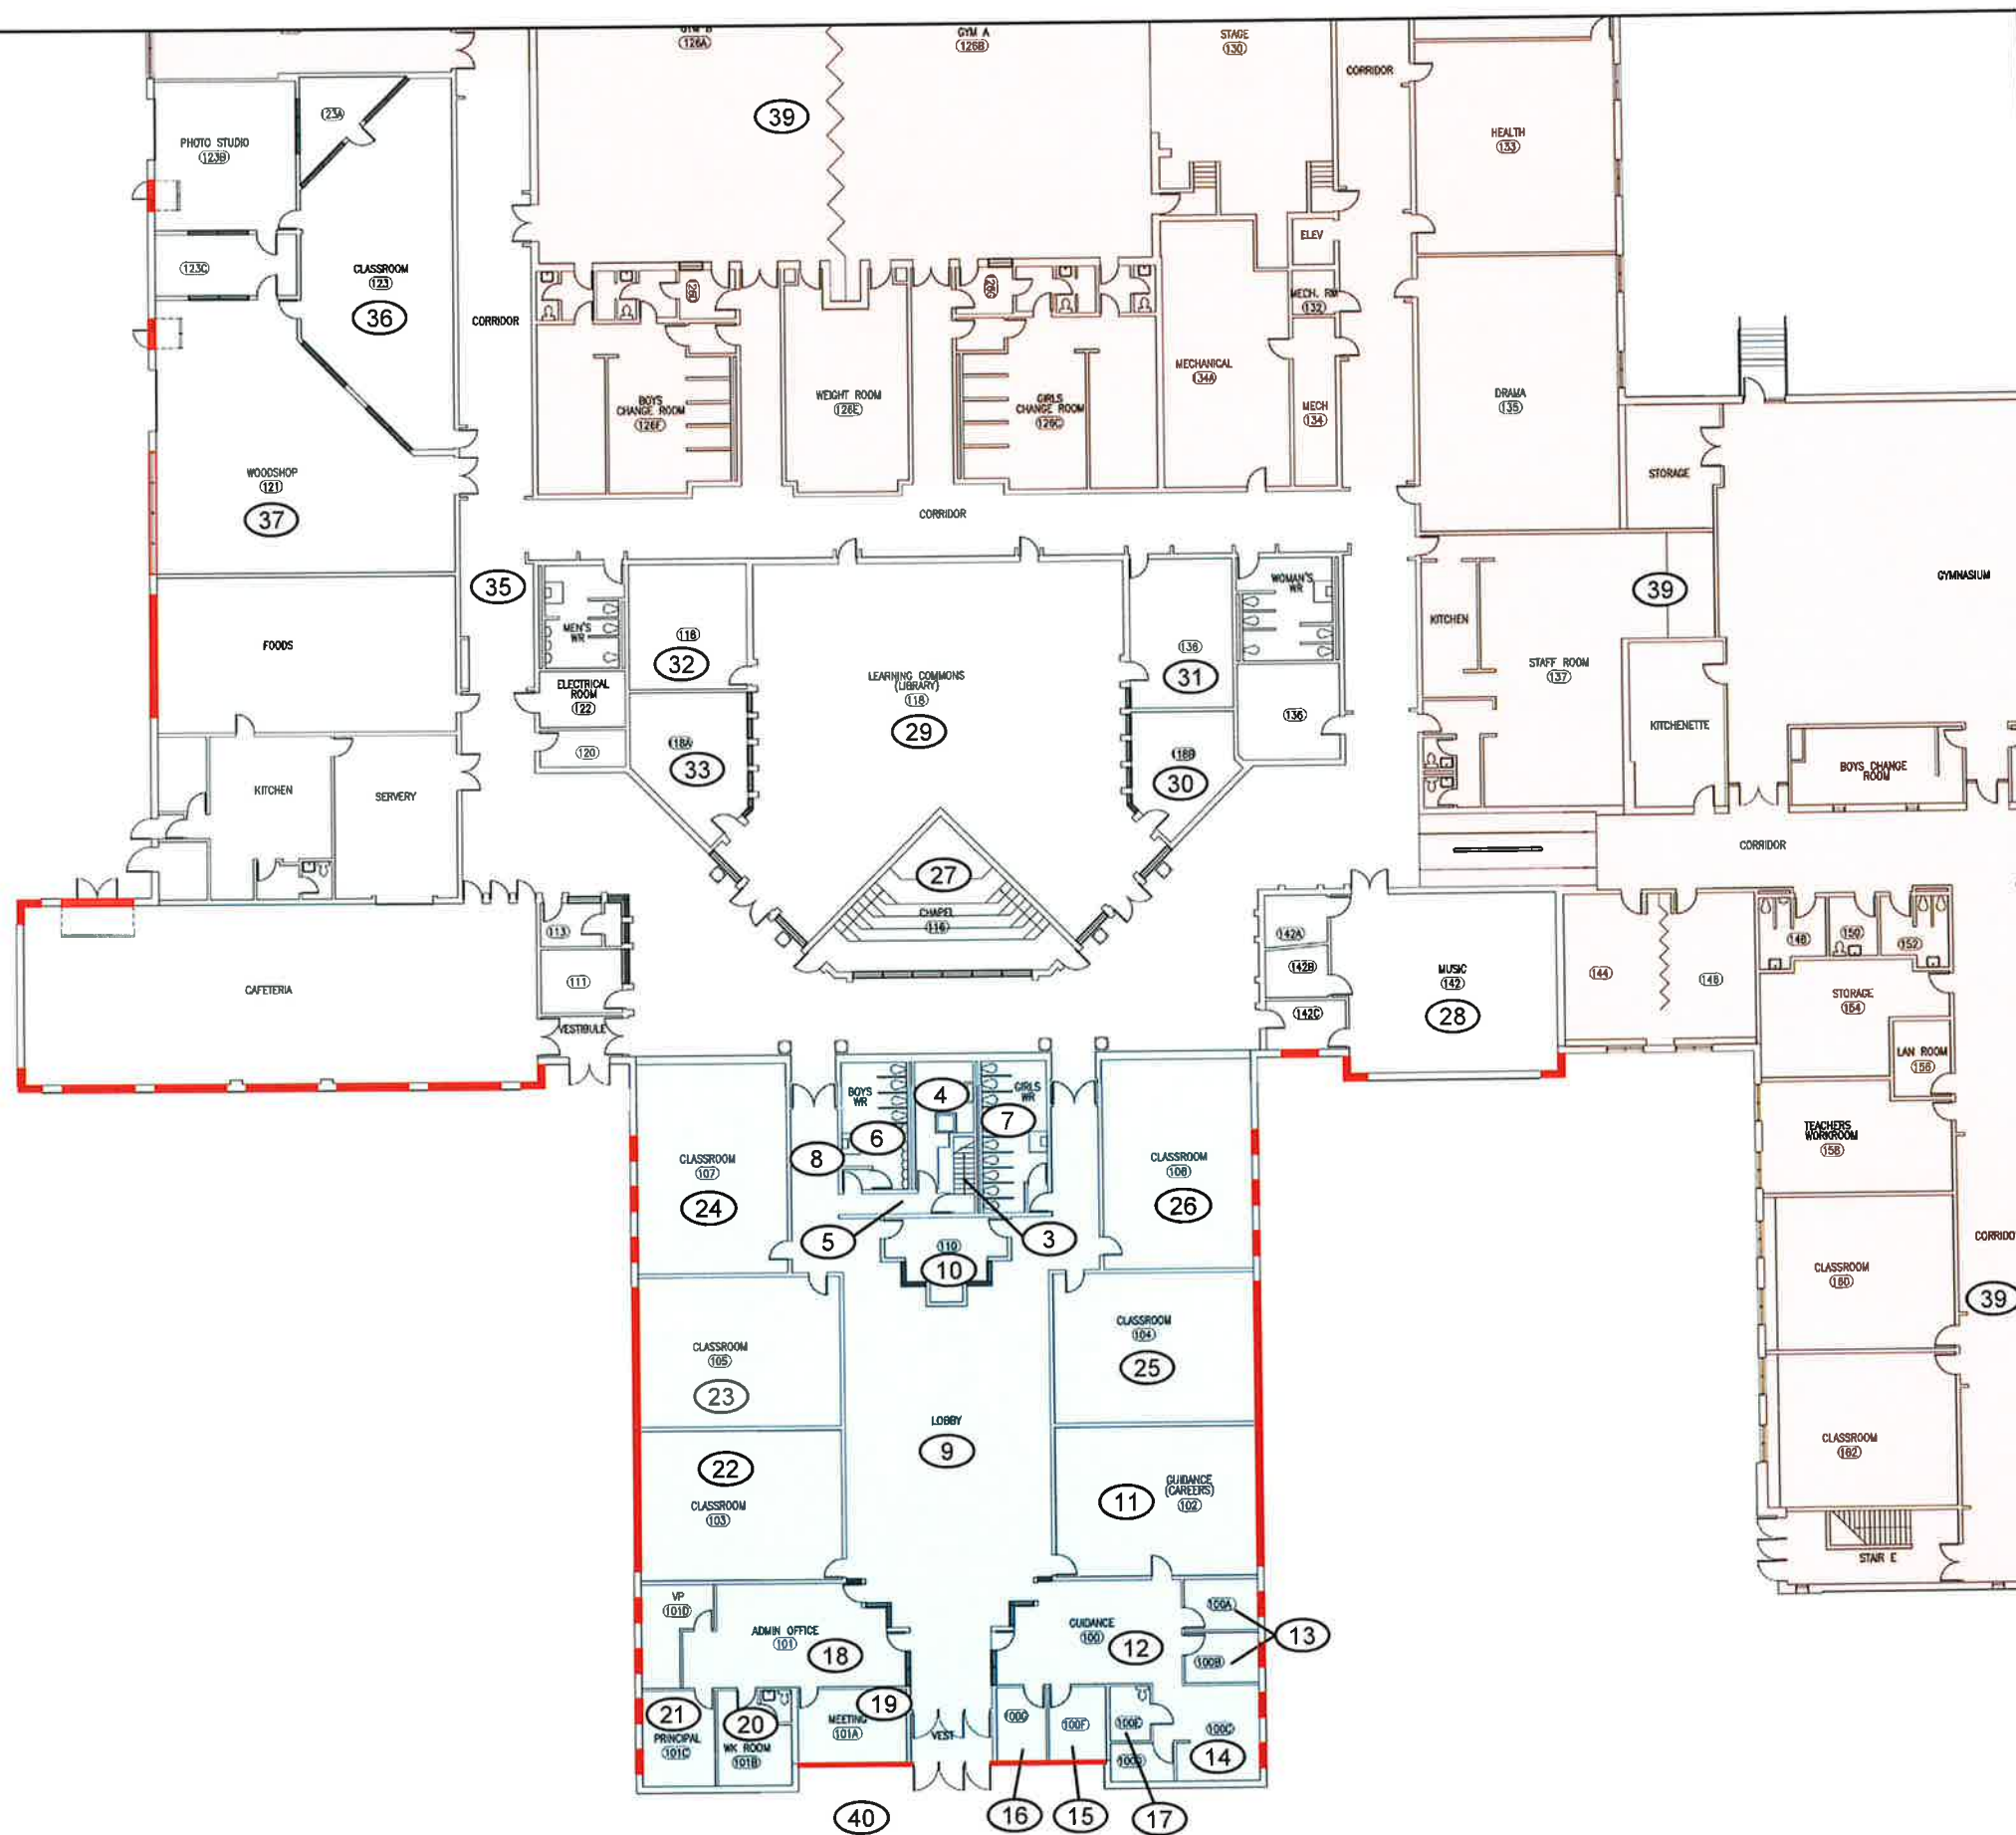 (126A)
GYM A
(126B)
STAGE
(130)
CORRIDOR
39
23A
PHOTO STUDIO
(123B)
HEALTH
(133)
ELEV
123C
CLASSROOM
(123)
36
CORRIDOR
MECH. RM
(132)
BOYS
CHANGE ROOM
(126F)
WEIGHT ROOM
(126E)
GIRLS
CHANGE ROOM
(126C)
MECHANICAL
134A
MECH
(134)
DRAMA
(135)
WOODSHOP
(121)
37
STORAGE
CORRIDOR
35
MEN'S
WR
(118)
32
WOMAN'S
WR
(136)
31
39
GYMNASIUM
KITCHEN
FOODS
LEARNING COMMONS
(LIBRARY)
(118)
29
STAFF ROOM
(137)
ELECTRICAL
ROOM
(122)
(136)
KITCHENETTE
(120)
(18A
33
(18B
30
KITCHEN
SERVERY
BOYS CHANGE
ROOM
CORRIDOR
27
CHAPEL
(116)
(113)
(142A)
(148)
(150)
(152)
(111)
(142B)
MUSIC
(142)
28
(144)
CAFETERIA
STORAGE
(154)
(142C)
VESTIBULE
LAN ROOM
(156)
BOYS
WR
4
GIRLS
WR
6
7
TEACHERS
WORKROOM
(158)
CLASSROOM
(107)
24
8
CLASSROOM
26
5
3
(110)
10
CORRIDO
CLASSROOM
(160)
39
CLASSROOM
(105)
23
CLASSROOM
(104)
25
LOBBY
9
CLASSROOM
(162)
22
CLASSROOM
(103)
11
GUIDANCE
(CAREERS)
(102)
STAIR E
VP
(101D)
100A
ADMIN OFFICE
(101)
18
GUIDANCE
(100)
12
13
100B
21
PRINCIPAL
(101C)
20
WK ROOM
(101B)
19
MEETING
(101A)
VEST
(100F)
100E
14
40
16
15
17